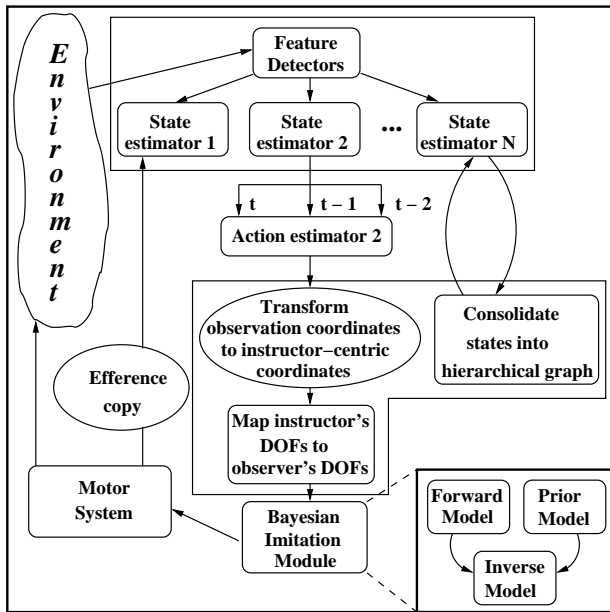 Environment
Feature
Detectors
State
estimator 1
State
estimator 2
...
State
estimator N
t
t − 1
t − 2
Action estimator 2
Transform
observation coordinates
to instructor−centric
coordinates
Consolidate
states into
hierarchical graph
Efference
copy
Map instructor's
DOFs to
observer's DOFs
Motor
System
Bayesian
Imitation
Module
Forward
Model
Prior
Model
Inverse
Model